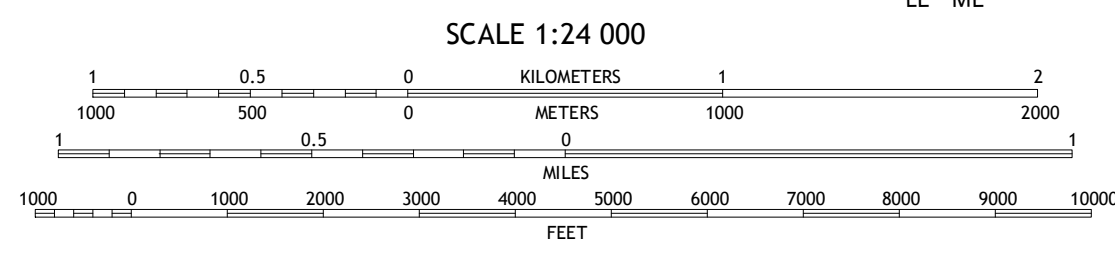 SCALE 1:24 000
1 0.5 0 KILOMETERS 1 2
1000 500 0 METERS 1000 2000
1 0.5 0 1
MILES
1000 0 1000 2000 3000 4000 5000 6000 7000 8000 9000 10000
FEET